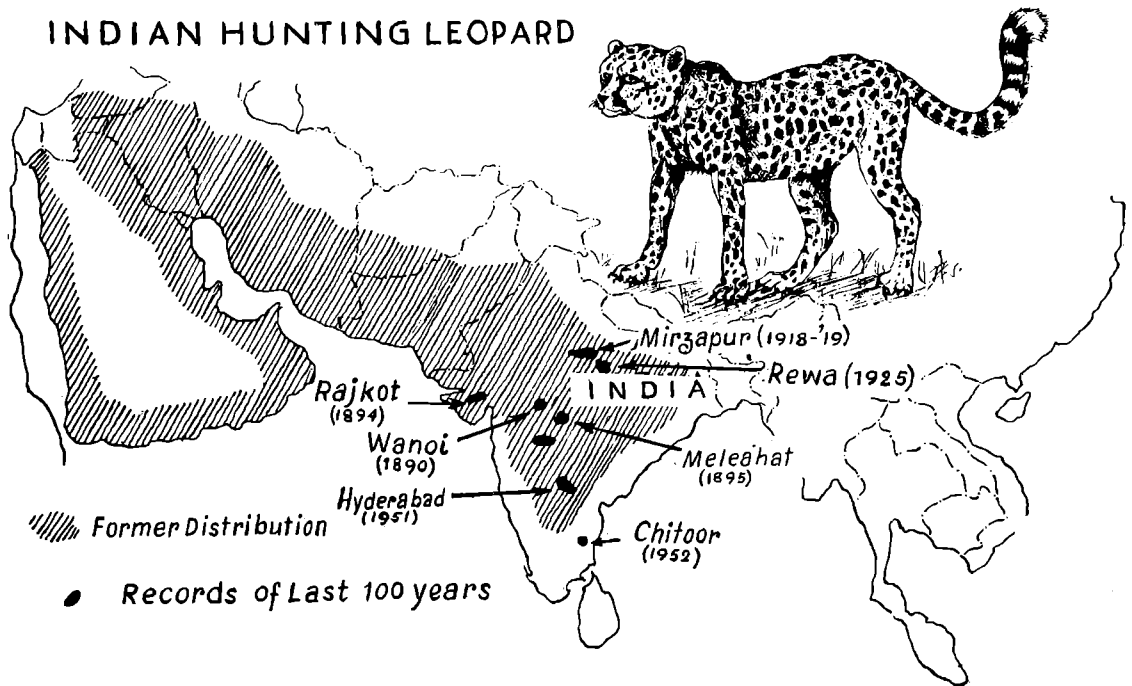 INDIAN HUNTING LEOPARD
Mirzapur (1918-'19)
Rewa (1925)
INDIA
Rajkot
(1894)
Wanoi
(1890)
Meleahat
(1895)
Hyderabad
(1951)
Former Distribution
Chitoor
(1952)
Records of Last 100 years